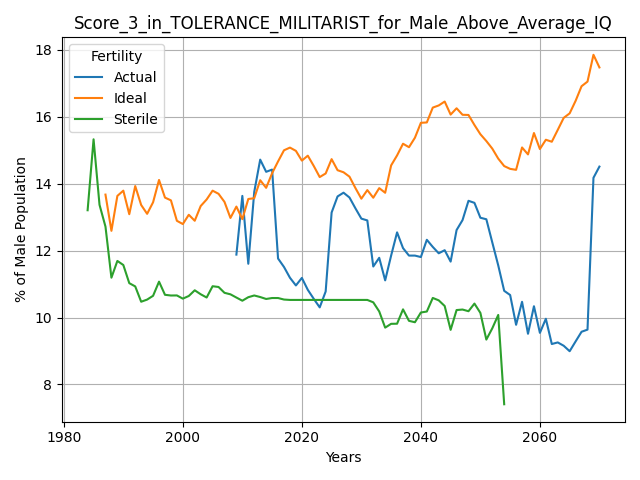 Score_3_in_TOLERANCE_MILITARIST_for_Male_Above_Average_IQ
Fertility
Actual
Ideal
Sterile
% of Male Population
18
16
14
12
10
8
1980
2000
2020
2040
2060
Years